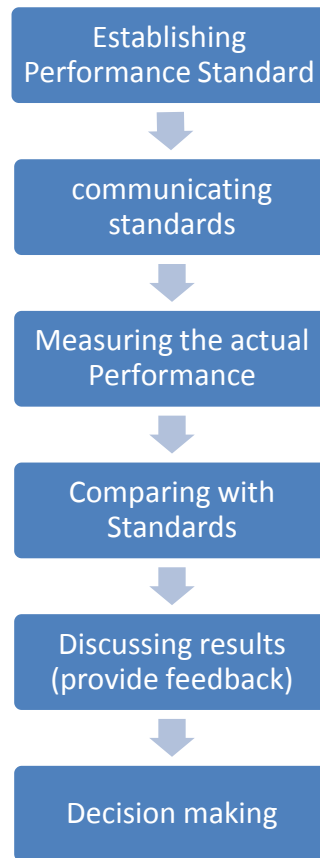 Establishing
Performance Standard
communicating
standards
Measuring the actual
Performance
Comparing with
Standards
Discussing results
(provide feedback)
Decision making